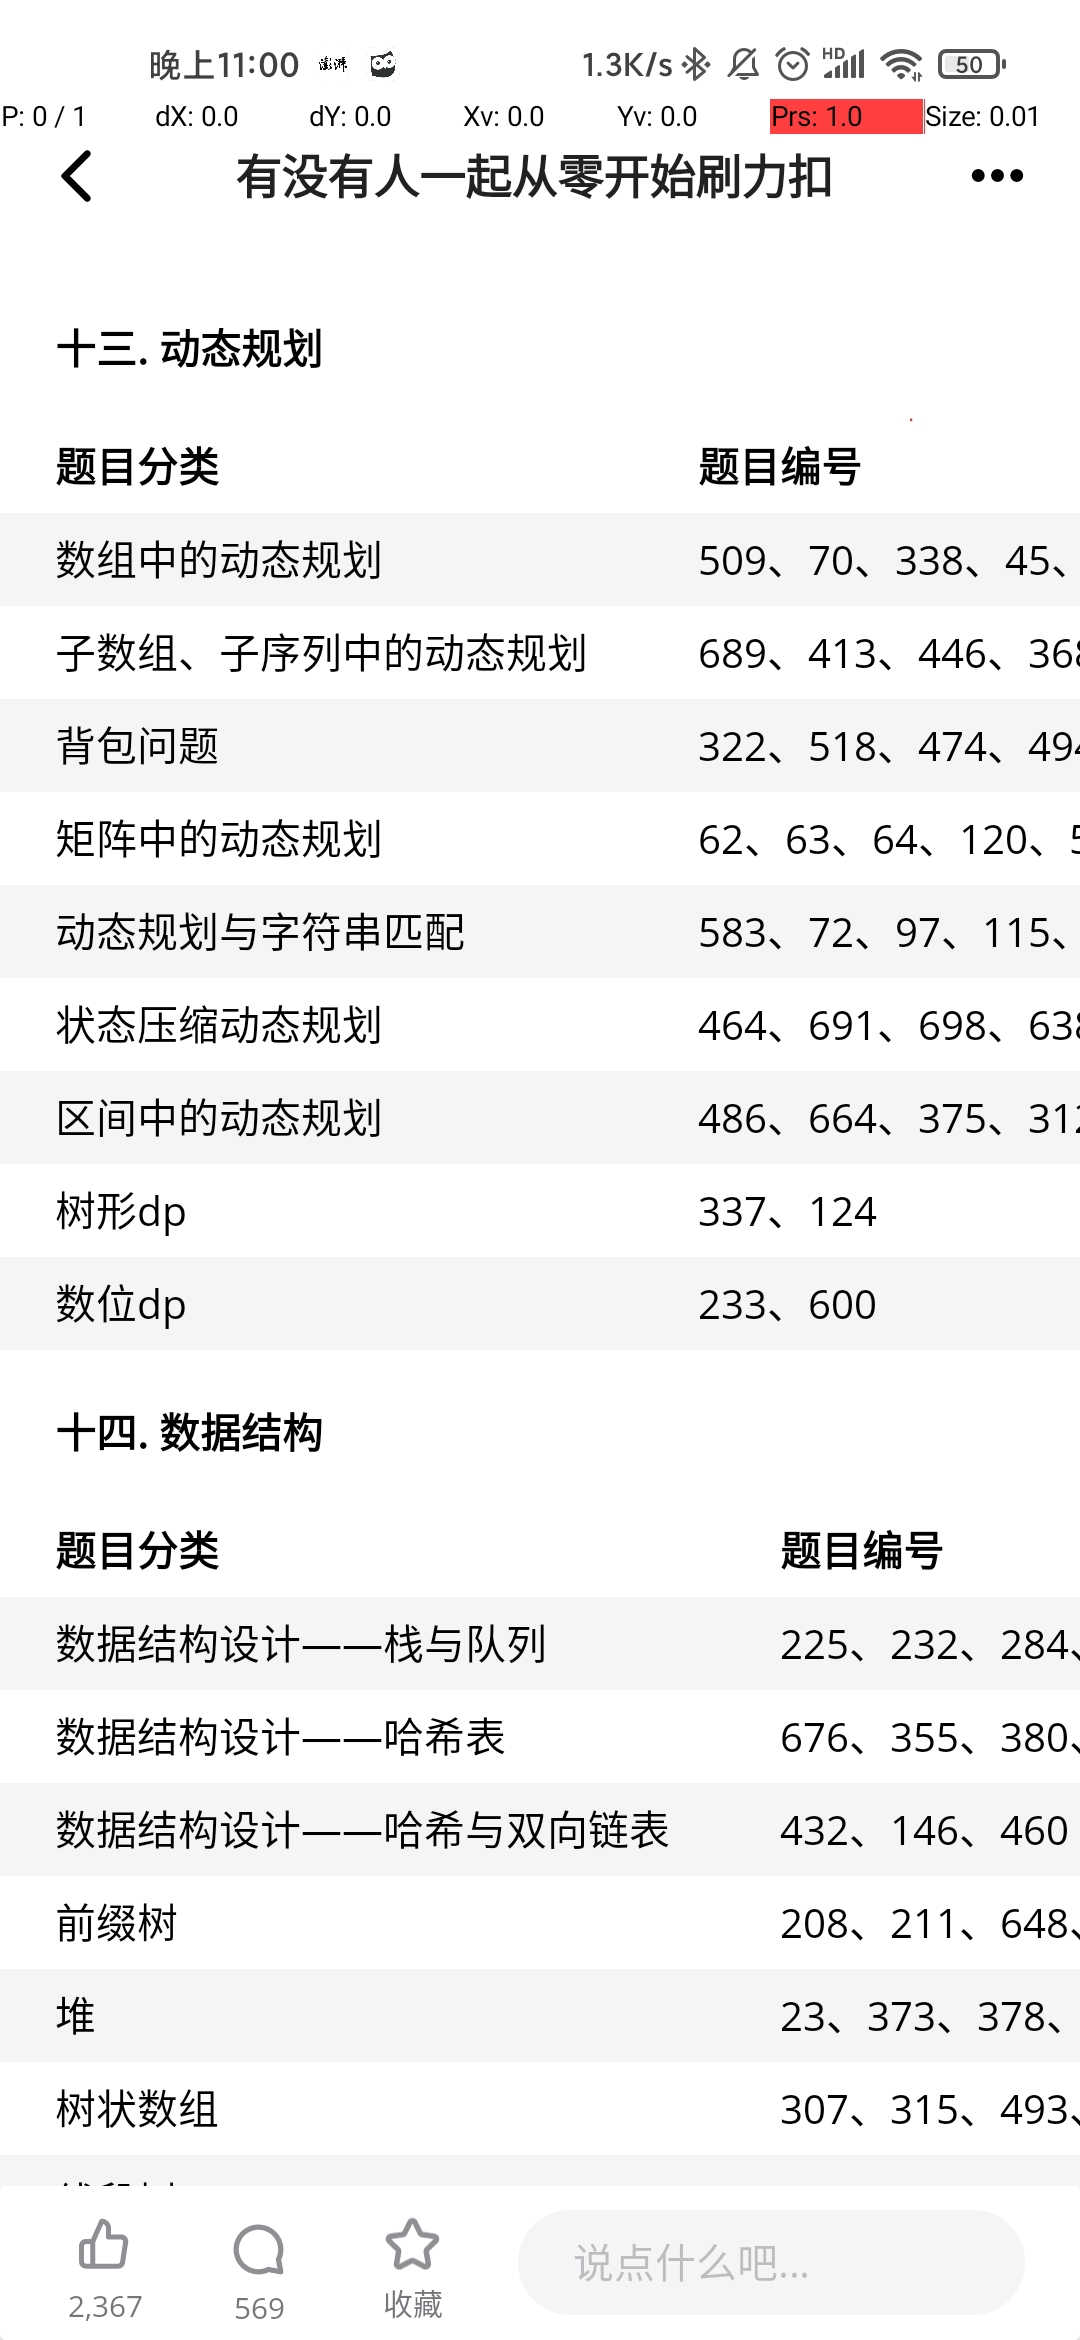 晚上11:00 澎湃 1.3K/s HD 50
P: 0 / 1 dX: 0.0 dY: 0.0 Xv: 0.0 Yv: 0.0 Prs: 1.0 Size: 0.01
有没有人一起从零开始刷力扣
十三. 动态规划
题目分类 题目编号
数组中的动态规划 509、70、338、45、
子数组、子序列中的动态规划 689、413、446、368
背包问题 322、518、474、494
矩阵中的动态规划 62、63、64、120、5
动态规划与字符串匹配 583、72、97、115、
状态压缩动态规划 464、691、698、638
区间中的动态规划 486、664、375、312
树形dp 337、124
数位dp 233、600
十四. 数据结构
题目分类 题目编号
数据结构设计——栈与队列 225、232、284、
数据结构设计——哈希表 676、355、380、
数据结构设计——哈希与双向链表 432、146、460
前缀树 208、211、648、
堆 23、373、378、
树状数组 307、315、493、
2,367 569 收藏 说点什么吧...